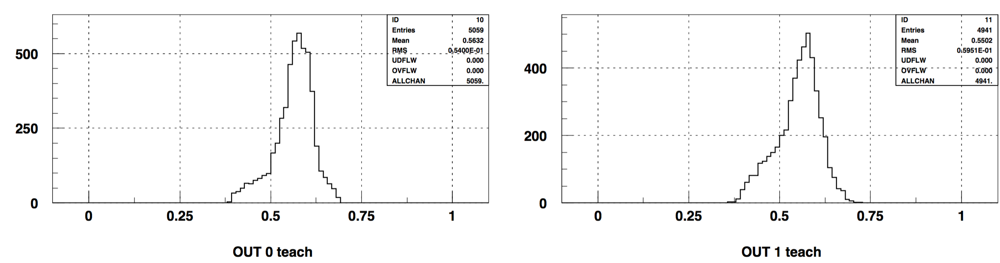 ID 10
Entries 5059
Mean 0.5632
RMS 0.5400E-01
UDFLW 0.000
OVFLW 0.000
ALLCHAN 5059.
500
250
0
0 0.25 0.5 0.75 1
OUT 0 teach
ID 11
Entries 4941
Mean 0.5502
RMS 0.5951E-01
UDFLW 0.000
OVFLW 0.000
ALLCHAN 4941.
400
200
0
0 0.25 0.5 0.75 1
OUT 1 teach